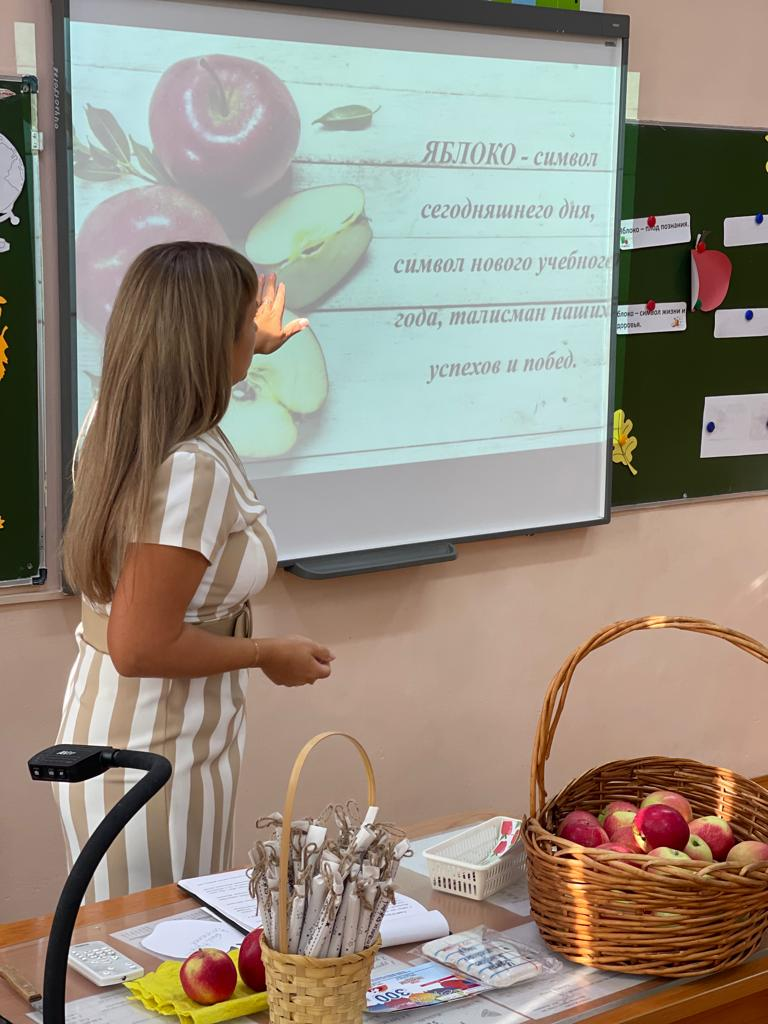 ЯБЛОКО - символ
сегодняшнего дня,
символ нового учебного
года, талисман наших
успехов и побед.
Яблоко – плод познания.
яблоко – символ жизни и
здоровья.
300